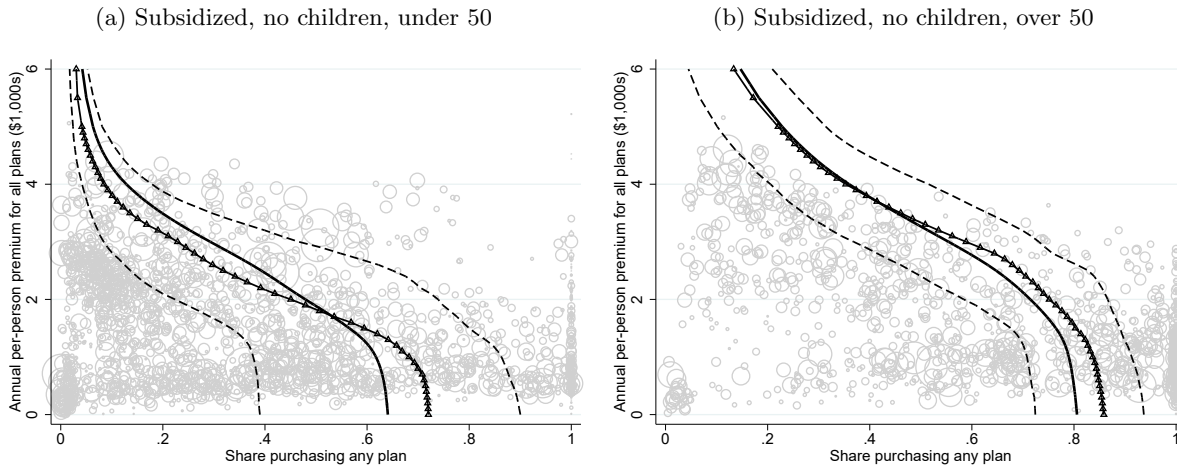 (a) Subsidized, no children, under 50
Annual per-person premium for all plans ($1,000s)
6
4
2
0
0 .2 .4 .6 .8 1
Share purchasing any plan
(b) Subsidized, no children, over 50
Annual per-person premium for all plans ($1,000s)
6
4
2
0
0 .2 .4 .6 .8 1
Share purchasing any plan